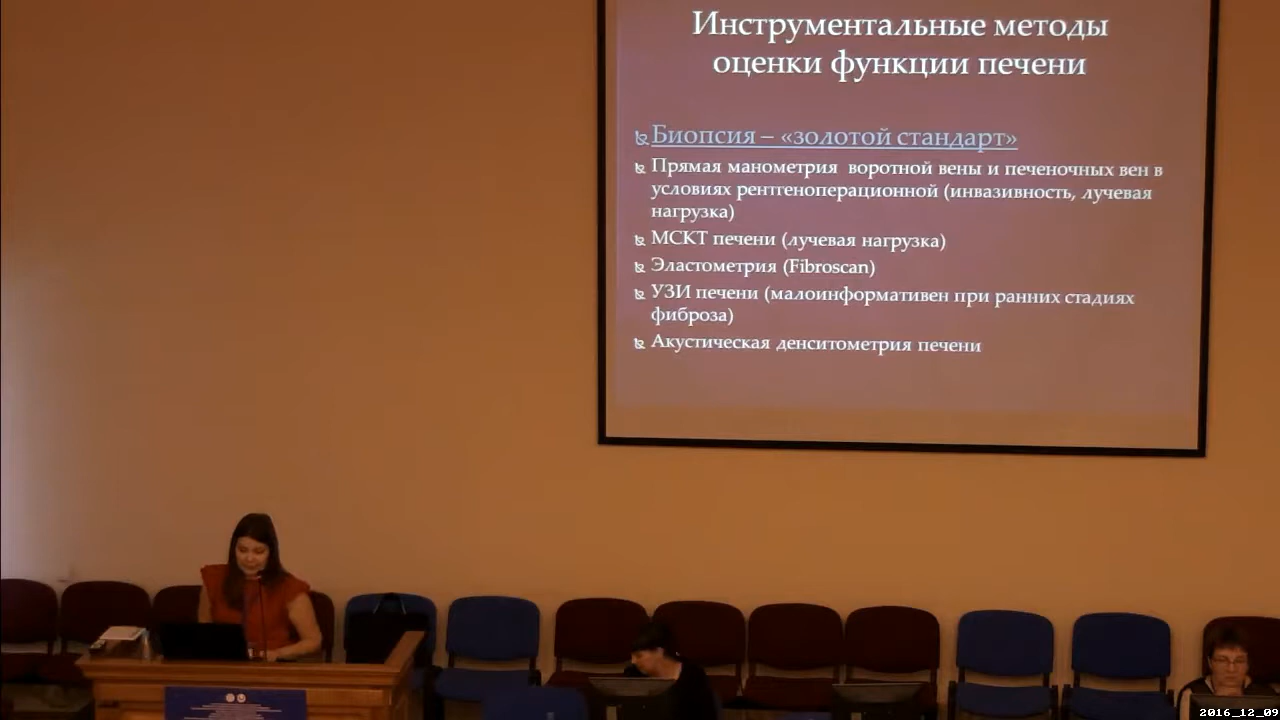 Инструментальные методы
оценки функции печени
Биопсия – «золотой стандарт»
Прямая манометрия воротной вены и печеночных вен в
условиях рентгеноперационной (инвазивность, лучевая
нагрузка)
МСКТ печени (лучевая нагрузка)
Эластометрия (Fibroscan)
УЗИ печени (малоинформативен при ранних стадиях
фиброза)
Акустическая денситометрия печени
2016_12_09